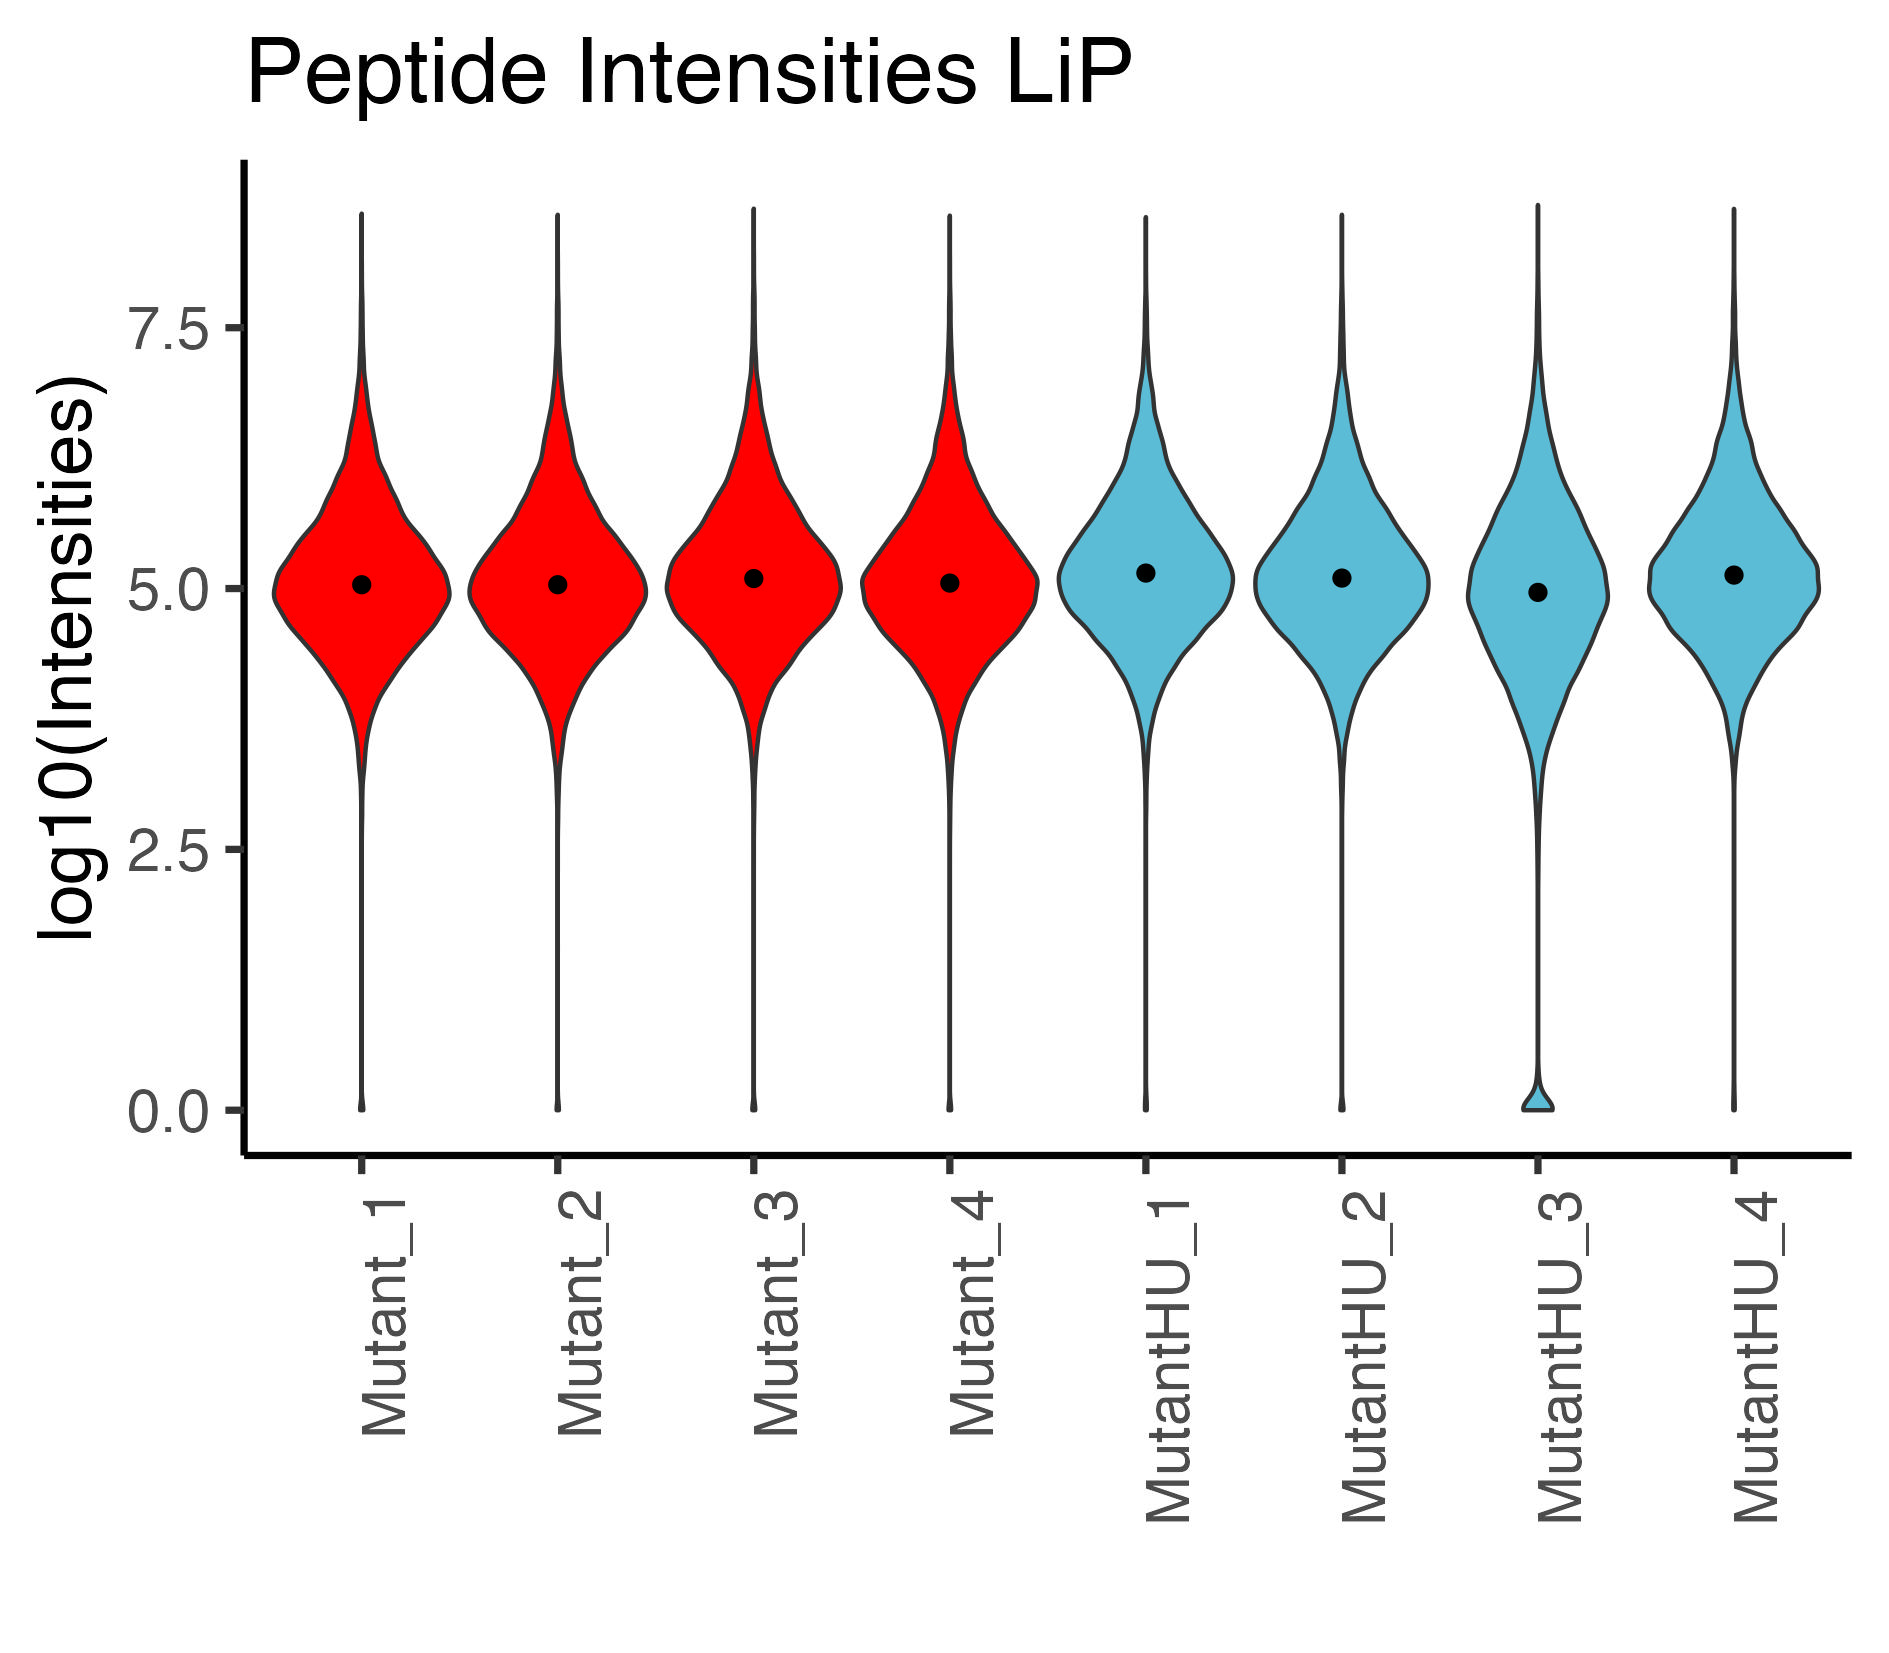 Peptide Intensities LiP
log10(Intensities)
7.5
5.0
2.5
0.0
Mutant_1
Mutant_2
Mutant_3
Mutant_4
MutantHU_1
MutantHU_2
MutantHU_3
MutantHU_4